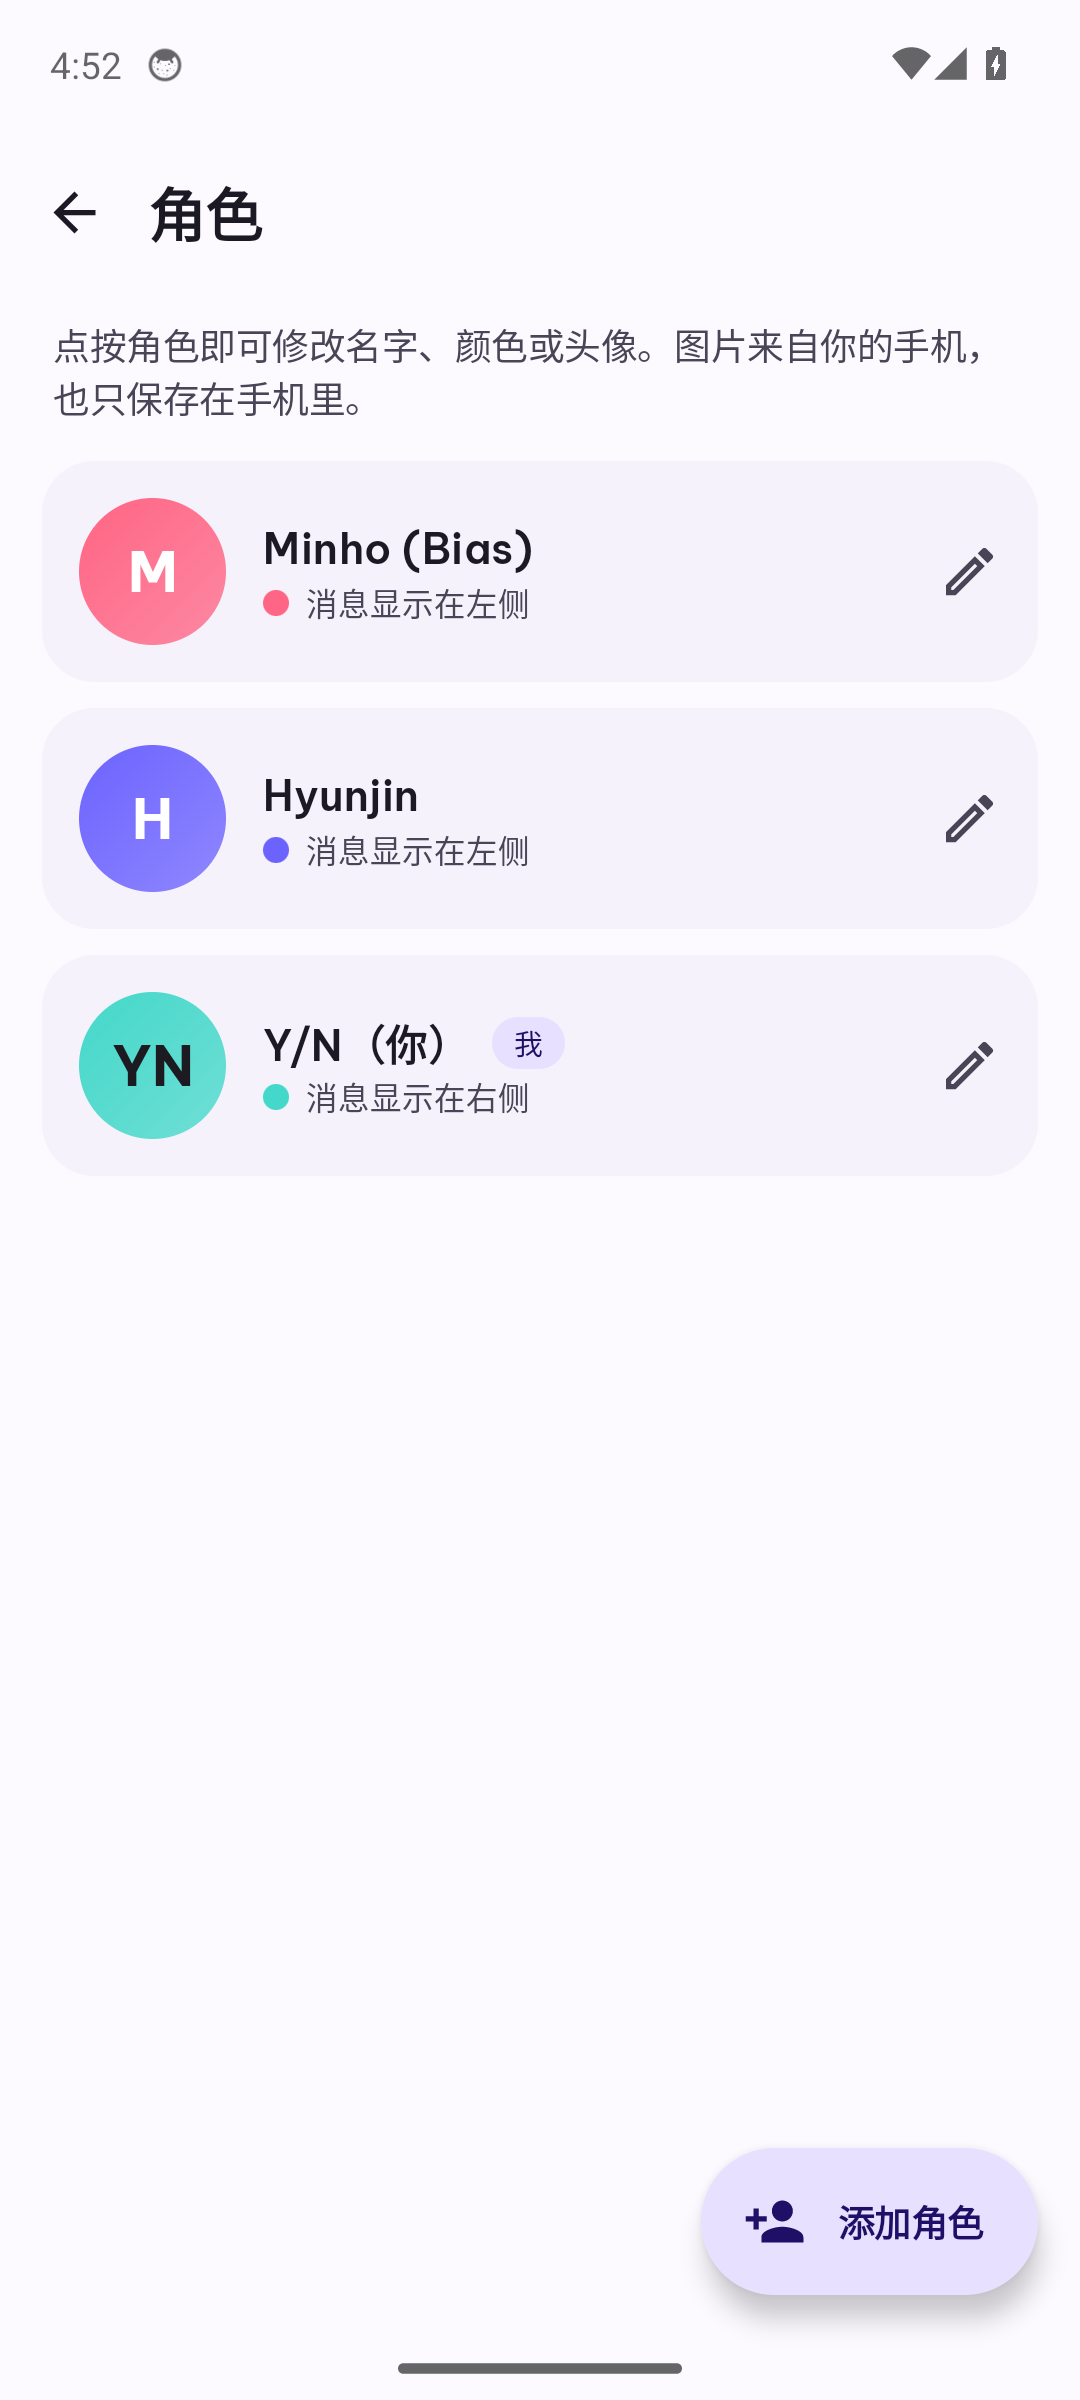 4:52
角色
点按角色即可修改名字、颜色或头像。图片来自你的手机，
也只保存在手机里。
M
Minho (Bias)
消息显示在左侧
H
Hyunjin
消息显示在左侧
YN
Y/N（你） 我
消息显示在右侧
添加角色